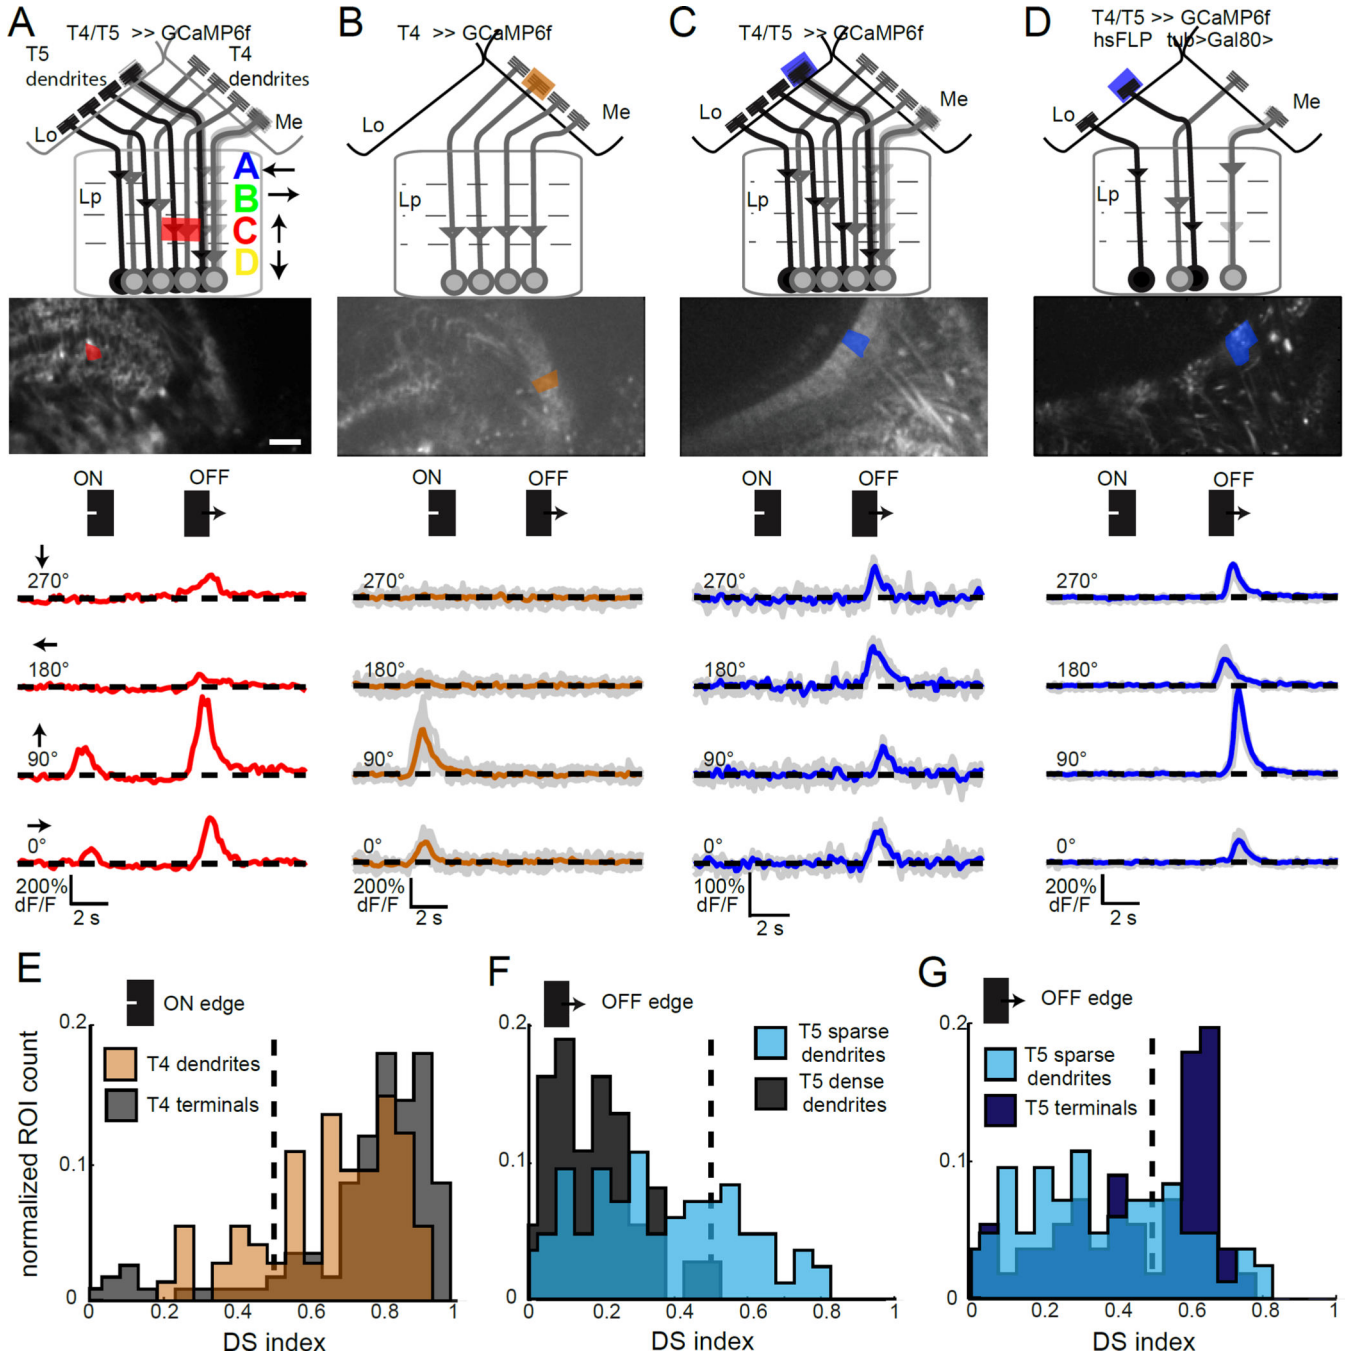 A
T4/T5 >> GCaMP6f
T5
dendrites
T4
dendrites
Lo
Me
Lp
A
B
C
D
B
T4 >> GCaMP6f
Lo
Me
Lp
C
T4/T5 >> GCaMP6f
Lo
Me
Lp
D
T4/T5 >> GCaMP6f
hsFLP tub>Gal80>
Lo
Me
Lp
ON
OFF
270°
180°
90°
0°
200%
dF/F
2 s
ON
OFF
270°
180°
90°
0°
200%
dF/F
2 s
ON
OFF
270°
180°
90°
0°
100%
dF/F
2 s
ON
OFF
270°
180°
90°
0°
200%
dF/F
2 s
E
ON edge
T4 dendrites
T4 terminals
normalized ROI count
0.2
0.1
0
0
0.2
0.4
0.6
0.8
1
DS index
F
OFF edge
T5 sparse
dendrites
T5 dense
dendrites
0.2
0.1
0
0
0.2
0.4
0.6
0.8
1
DS index
G
OFF edge
T5 sparse
dendrites
T5 terminals
0.2
0.1
0
0
0.2
0.4
0.6
0.8
1
DS index